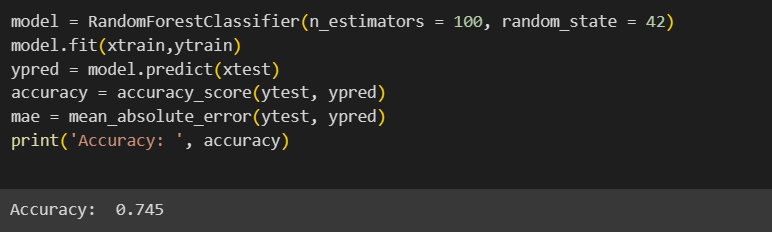 model = RandomForestClassifier(n_estimators = 100, random_state = 42)
model.fit(xtrain,ytrain)
ypred = model.predict(xtest)
accuracy = accuracy_score(ytest, ypred)
mae = mean_absolute_error(ytest, ypred)
print('Accuracy: ', accuracy)
Accuracy:  0.745